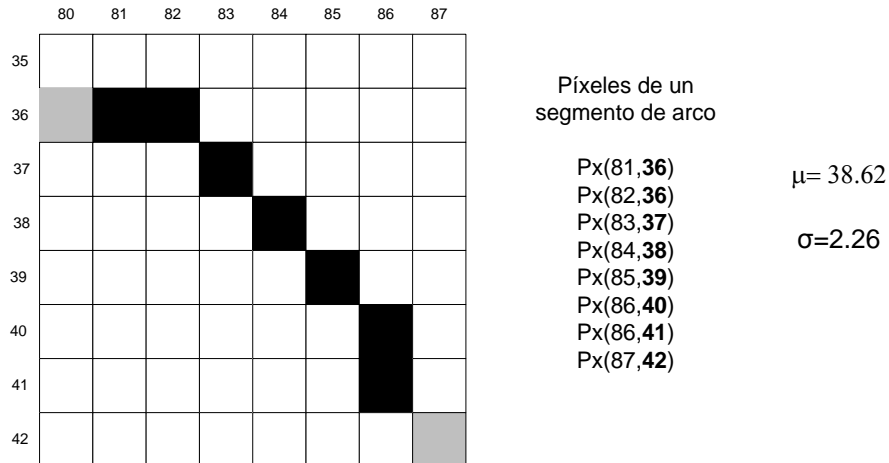 80 81 82 83 84 85 86 87
35
36
37
38
39
40
41
42
Píxeles de un
segmento de arco
Px(81,36)
Px(82,36)
Px(83,37)
Px(84,38)
Px(85,39)
Px(86,40)
Px(86,41)
Px(87,42)
μ= 38.62
σ=2.26